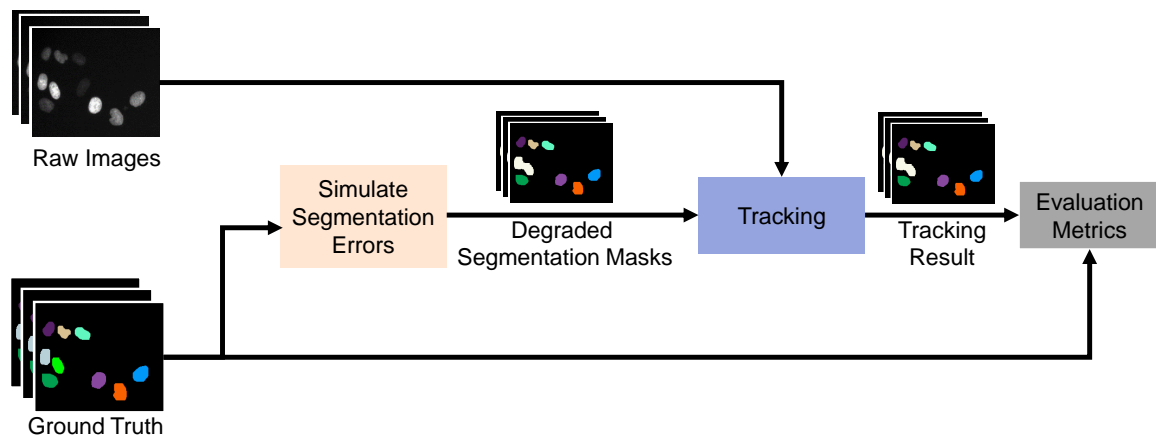 Raw Images
Simulate
Segmentation
Errors
Degraded
Segmentation Masks
Tracking
Tracking
Result
Evaluation
Metrics
Ground Truth